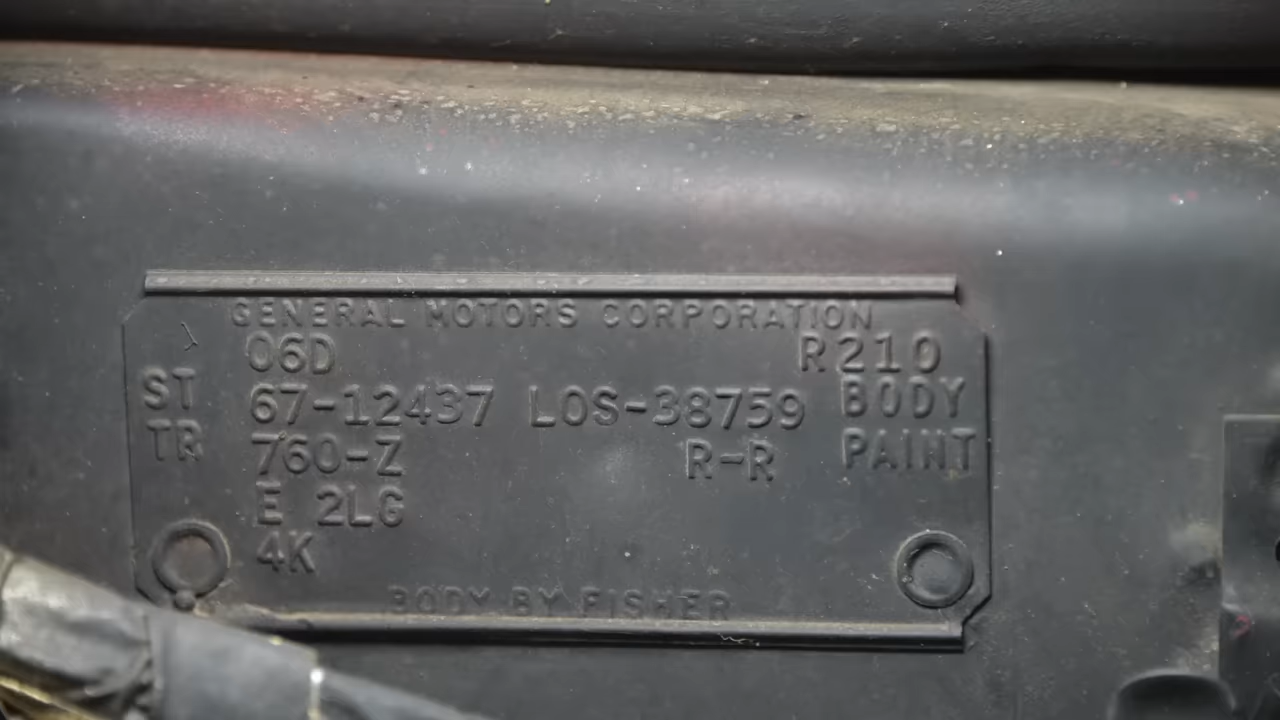 GENERAL MOTORS CORPORATION
06D R210
ST 67-12437 LOS-38759 BODY
TR 760-Z R-R PAINT
E 2LG
4K
BODY BY FISHER